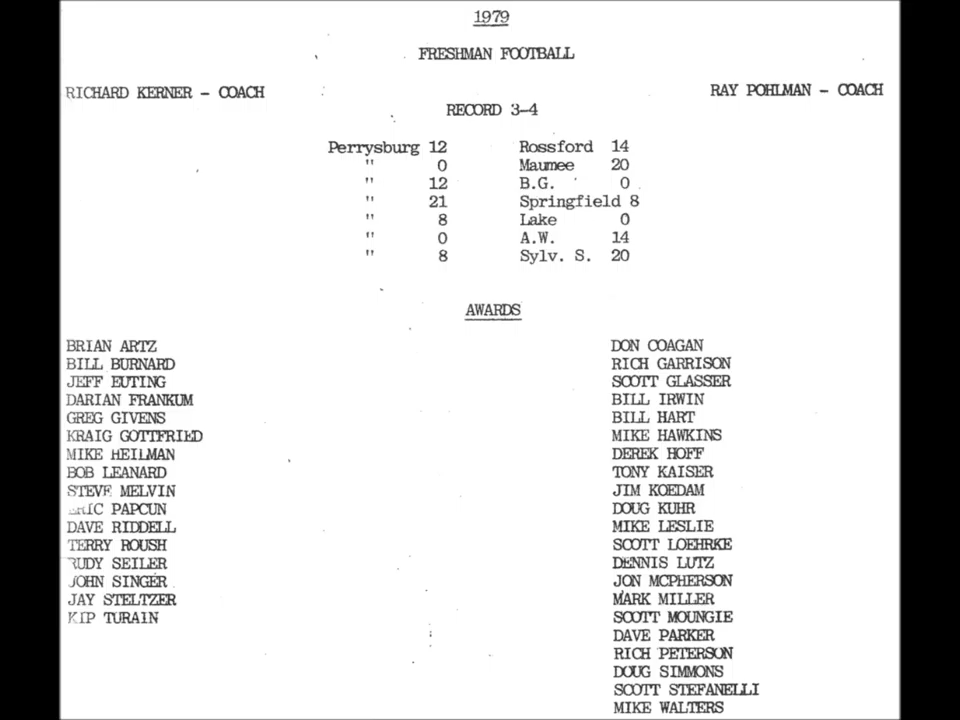 1979
FRESHMAN FOOTBALL
RICHARD KERNER - COACH
RAY POHLMAN - COACH
RECORD 3-4
Perrysburg 12 Rossford 14
" 0 Maumee 20
" 12 B.G. 0
" 21 Springfield 8
" 8 Lake 0
" 0 A.W. 14
" 8 Sylv. S. 20
AWARDS
BRIAN ARTZ
BILL BURNARD
JEFF EUTING
DARIAN FRANKUM
GREG GIVENS
KRAIG GOTTFRIED
MIKE HEILMAN
BOB LEANARD
STEVE MELVIN
ERIC PAPCUN
DAVE RIDDELL
TERRY ROUSH
RUDY SEILER
JOHN SINGER
JAY STELTZER
KIP TURAIN
DON COAGAN
RICH GARRISON
SCOTT GLASSER
BILL IRWIN
BILL HART
MIKE HAWKINS
DEREK HOFF
TONY KAISER
JIM KOEDAM
DOUG KUHR
MIKE LESLIE
SCOTT LOEHRKE
DENNIS LUTZ
JON MCPHERSON
MARK MILLER
SCOTT MOUNGIE
DAVE PARKER
RICH PETERSON
DOUG SIMMONS
SCOTT STEFANELLI
MIKE WALTERS